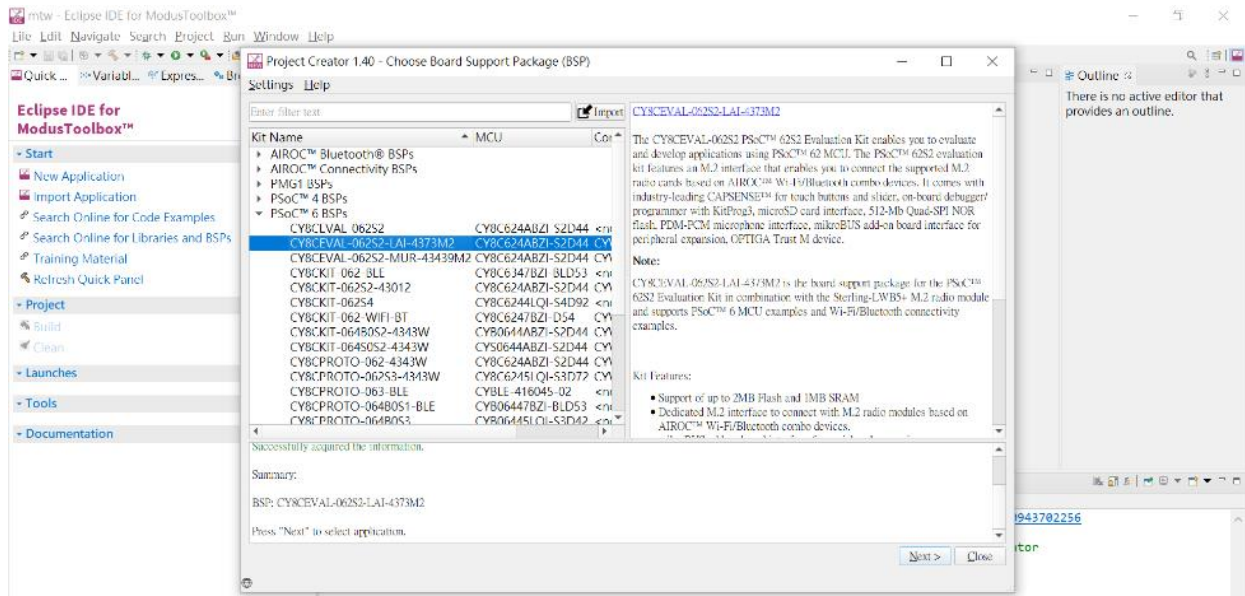 mtw - Eclipse IDE for ModusToolbox™
File Edit Navigate Search Project Run Window Help
Quick ... Variabl... Expres... Br
Eclipse IDE for
ModusToolbox™
Start
New Application
Import Application
Search Online for Code Examples
Search Online for Libraries and BSPs
Training Material
Refresh Quick Panel
Project
Build
Clean
Launches
Tools
Documentation
Project Creator 1.40 - Choose Board Support Package (BSP)
Settings Help
Enter filter text
Import
Kit Name MCU
AIROC™ Bluetooth® BSPs
AIROC™ Connectivity BSPs
PMG1 BSPs
PSoC™ 4 BSPs
PSoC™ 6 BSPs
CY8CEVAL-062S2 CY8C624ABZI-S2D44
CY8CEVAL-062S2-LAI-4373M2 CY8C624ABZI-S2D44 CYW
CY8CEVAL-062S2-MUR-43439M2 CY8C624ABZI-S2D44 CYW
CY8CKIT-062-BLE CY8C6347BZI-BLD53
CY8CKIT-062S2-43012 CY8C624ABZI-S2D44 CYW
CY8CKIT-062S4 CY8C6244LQI-S4D92
CY8CKIT-062-WIFI-BT CY8C6247BZI-D54 CYW
CY8CKIT-064B0S2-4343W CYB0644ABZI-S2D44 CYW
CY8CKIT-064S0S2-4343W CYS0644ABZI-S2D44 CYW
CY8CPROTO-062-4343W CY8C624ABZI-S2D44 CYW
CY8CPROTO-062S3-4343W CY8C6245LQI-S3D72 CYW
CY8CPROTO-063-BLE CYBLE-416045-02
CY8CPROTO-064B0S1-BLE CYB06447BZI-BLD53
CY8CPROTO-064B0S3 CYB06445LQI-S3D42
CY8CEVAL-062S2-LAI-4373M2
The CY8CEVAL-062S2 PSoC™ 62S2 Evaluation Kit enables you to evaluate
and develop applications using PSoC™ 62 MCU. The PSoC™ 62S2 evaluation
kit features an M.2 interface that enables you to connect the supported M.2
radio cards based on AIROC™ Wi-Fi/Bluetooth combo devices. It comes with
industry-leading CAPSENSE™ for touch buttons and slider, on-board debugger/
programmer with KitProg3, microSD card interface, 512-Mb Quad-SPI NOR
flash, PDM-PCM microphone interface, mikroBUS add-on board interface for
peripheral expansion, OPTIGA Trust M device.
Note:
CY8CEVAL-062S2-LAI-4373M2 is the board support package for the PSoC™
62S2 Evaluation Kit in combination with the Sterling-LWB5+ M.2 radio module
and supports PSoC™ 6 MCU examples and Wi-Fi/Bluetooth connectivity
examples.
Kit Features:
Support of up to 2MB Flash and 1MB SRAM
Dedicated M.2 interface to connect with M.2 radio modules based on
AIROC™ Wi-Fi/Bluetooth combo devices.
Successfully acquired the information.
Summary:
BSP: CY8CEVAL-062S2-LAI-4373M2
Press "Next" to select application.
Next > Close
Outline
There is no active editor that
provides an outline.
943702256
tor